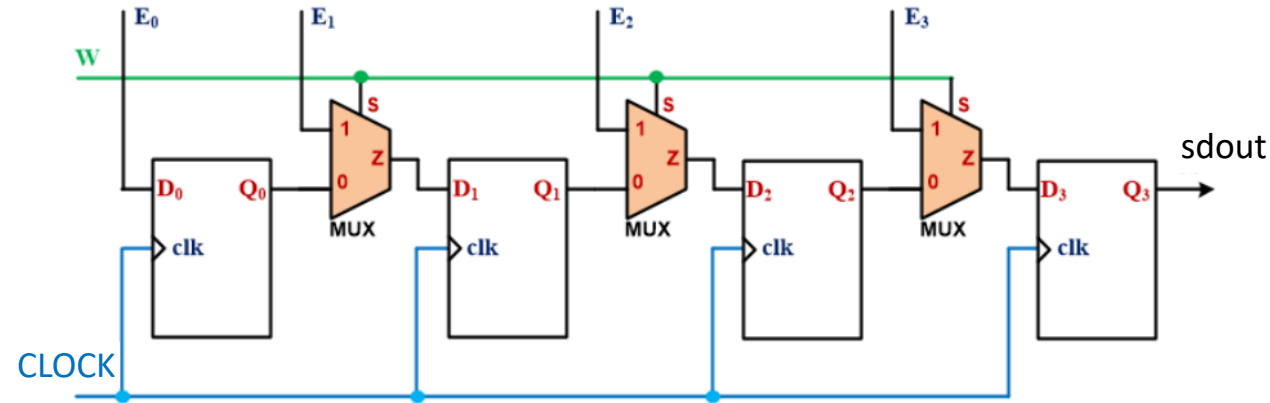 E₀ E₁ E₂ E₃
W
S S S
1 1 1
sdout
Z Z Z
D₀ Q₀ 0 D₁ Q₁ 0 D₂ Q₂ 0 D₃ Q₃
MUX MUX MUX
clk clk clk clk
CLOCK